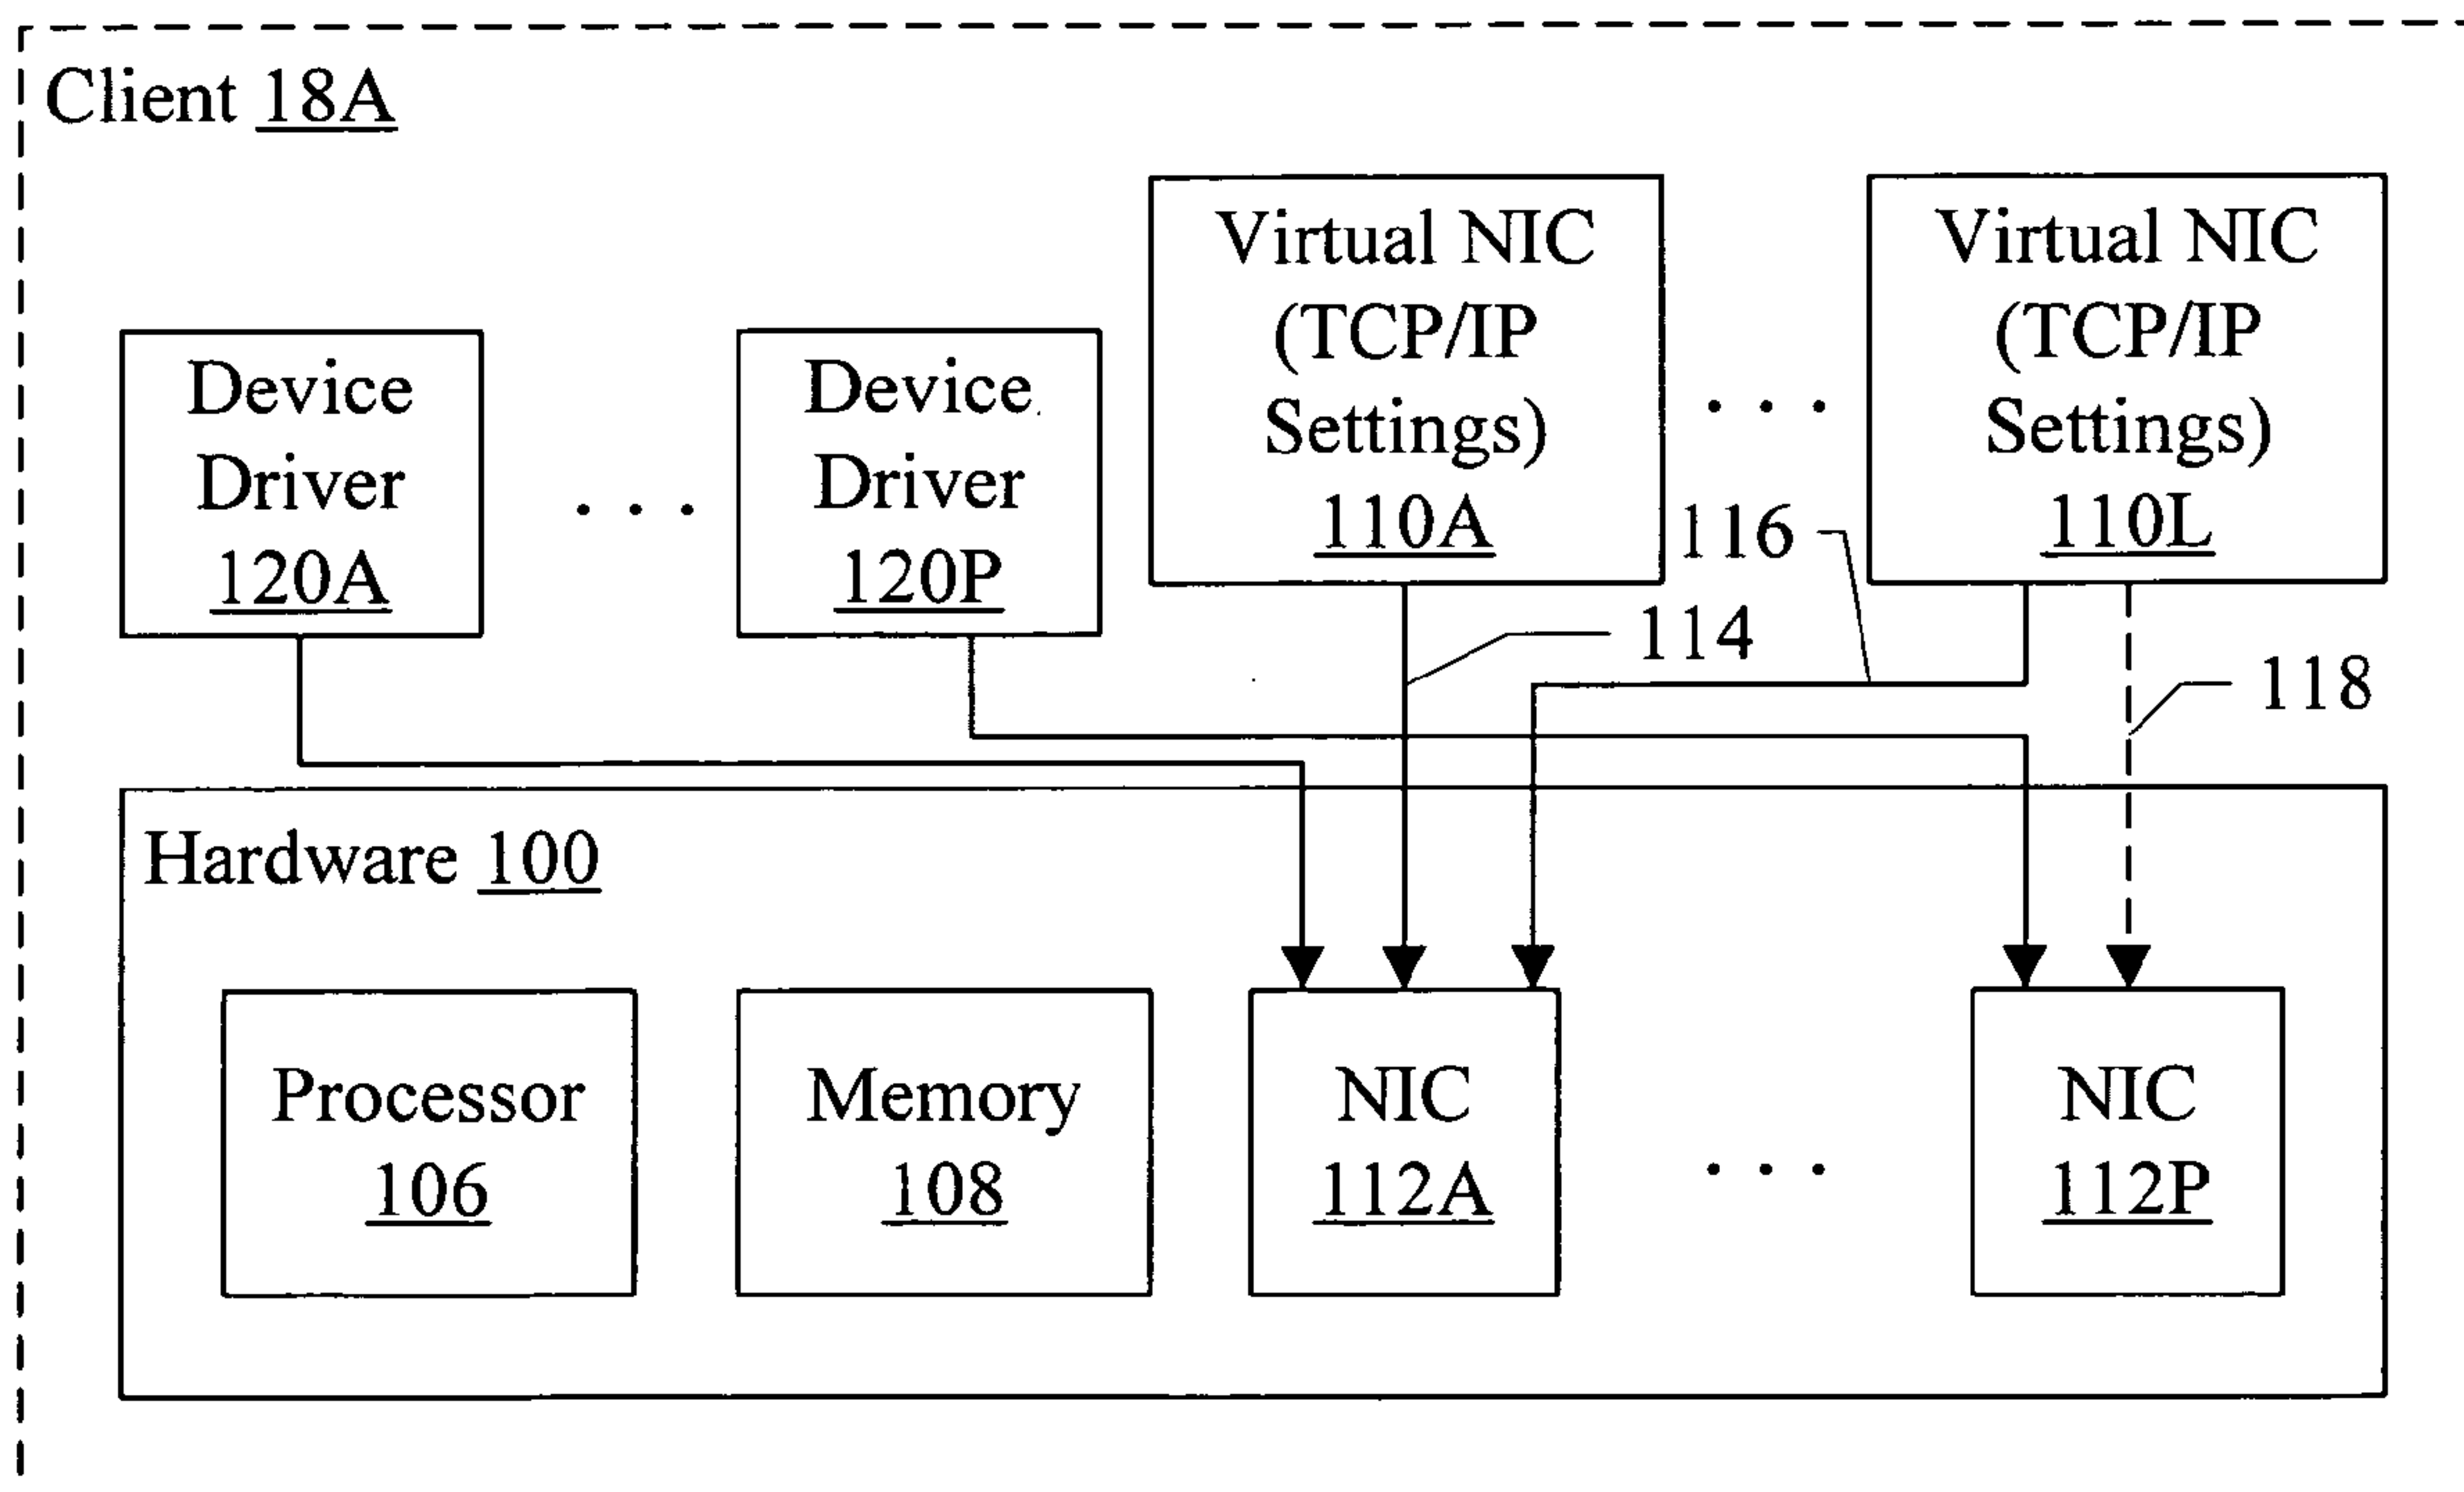 Client 18A
Virtual NIC
(TCP/IP
Settings)
110A
. . .
Virtual NIC
(TCP/IP
Settings)
110L
Device
Driver
120A
. . .
Device
Driver
120P
116
114
118
Hardware 100
Processor
106
Memory
108
NIC
112A
. . .
NIC
112P